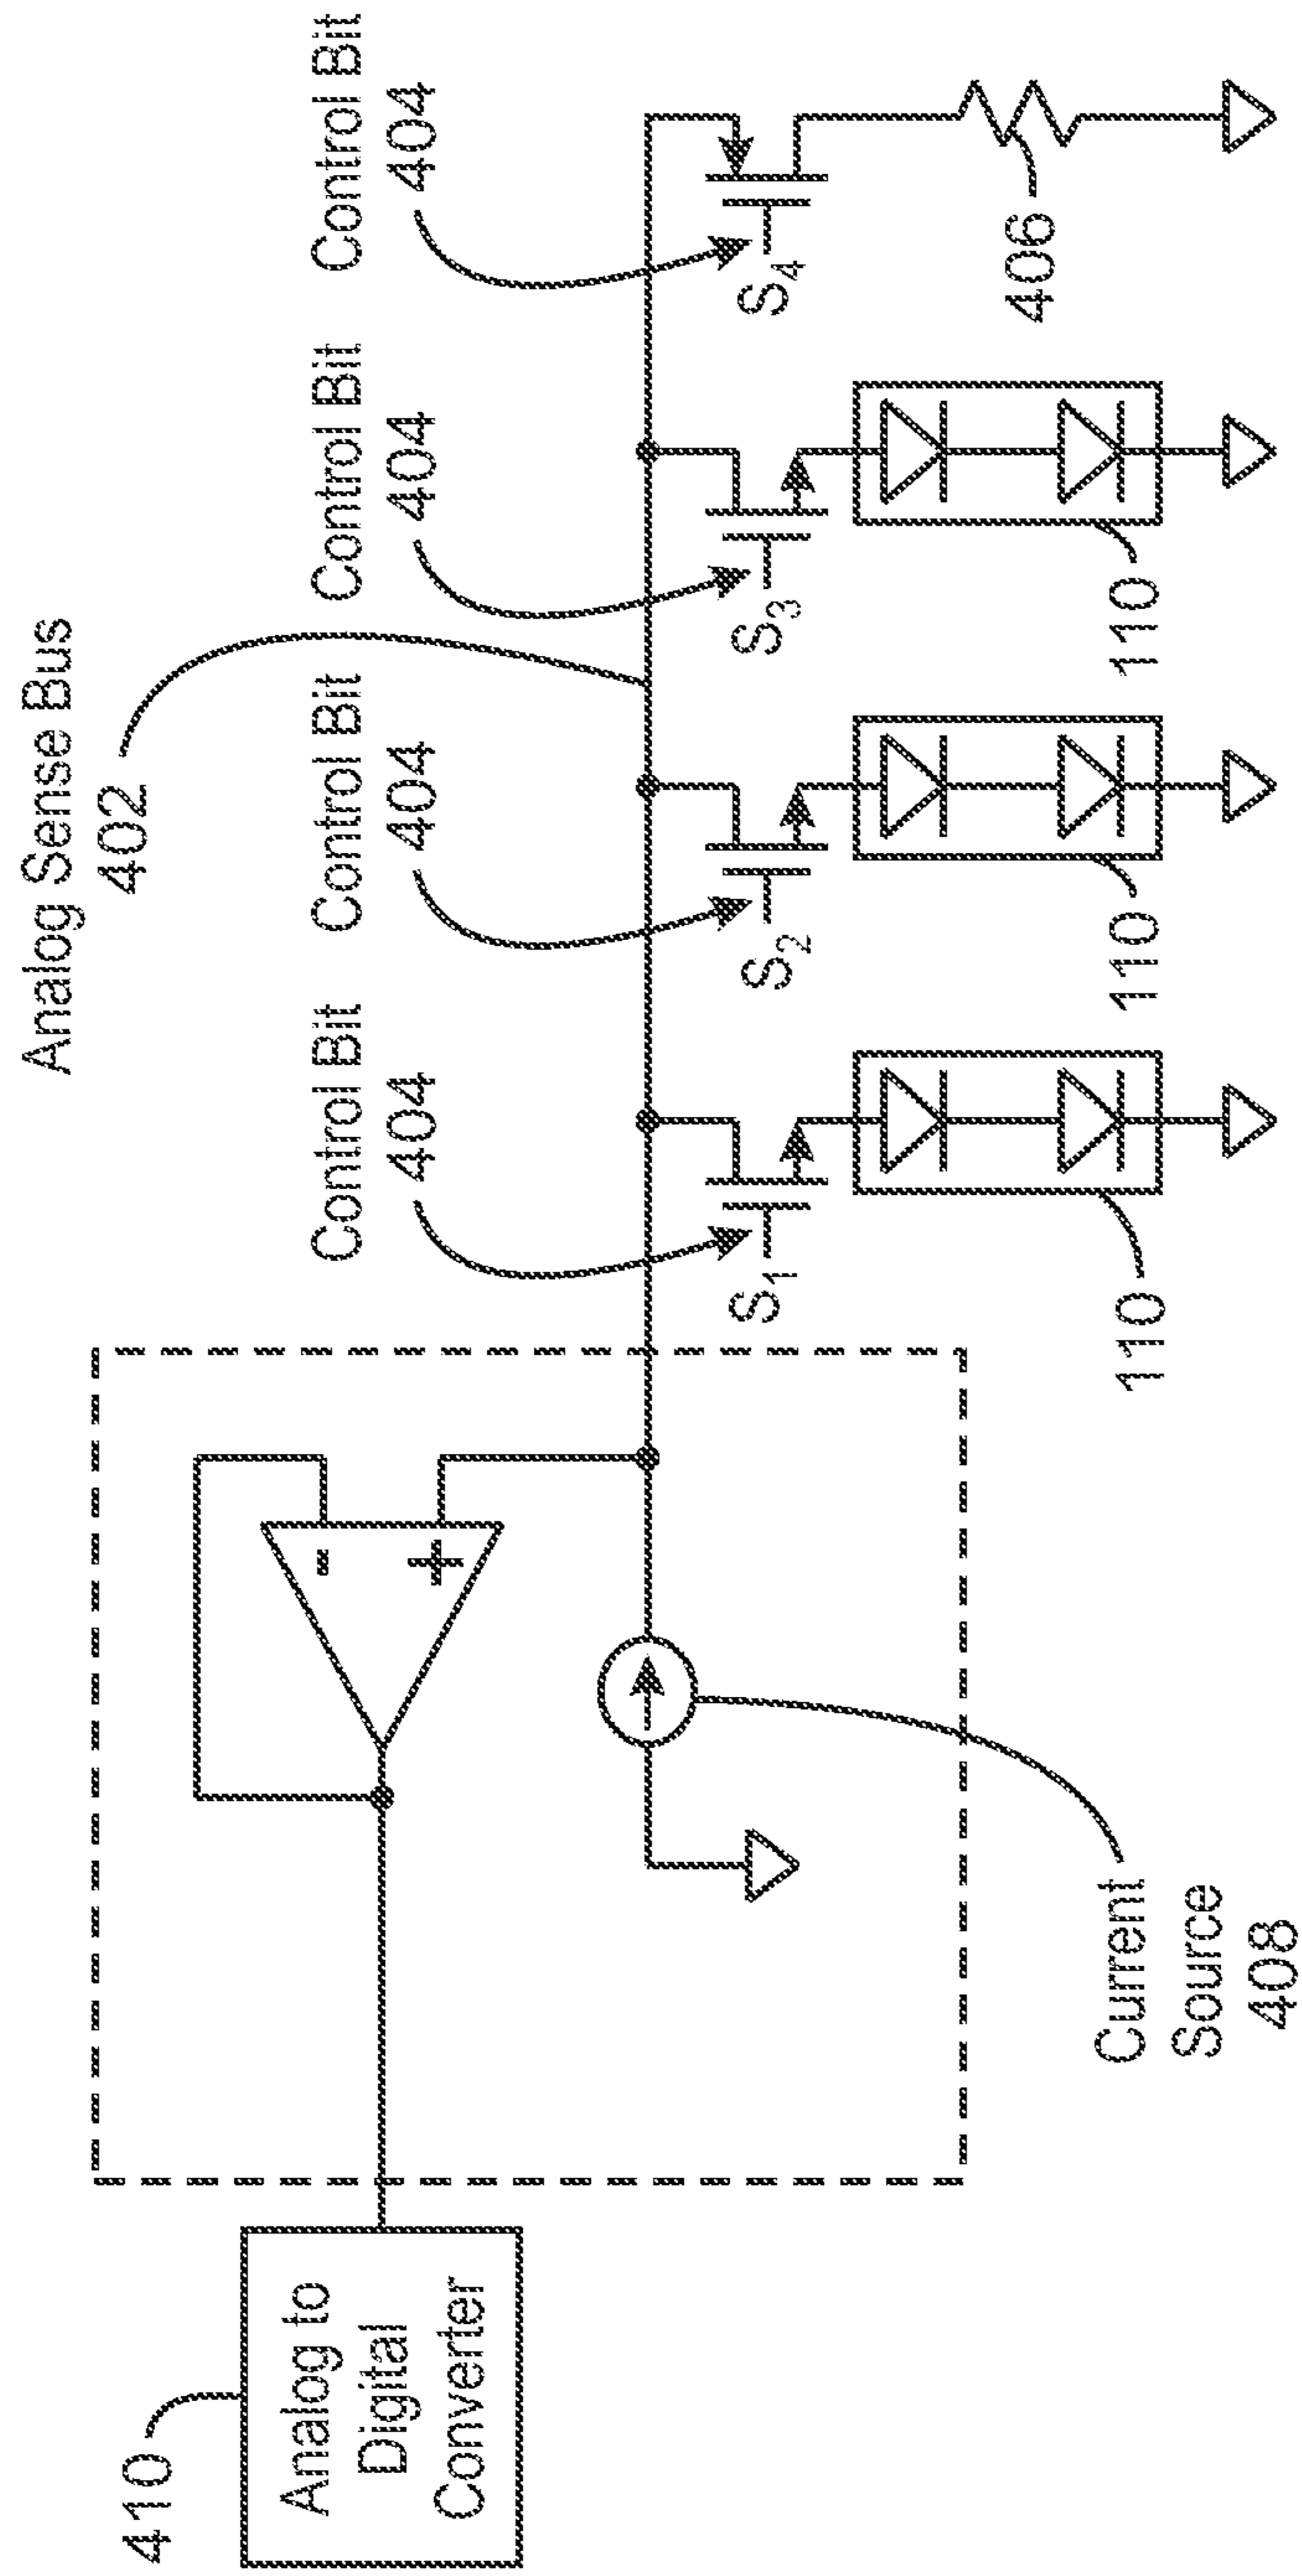 Analog Sense Bus
402
Control Bit
404
Control Bit
404
Control Bit
404
Control Bit
404
410
Analog to
Digital
Converter
-
+
S1
S2
S3
S4
406
110
110
110
Current
Source
408